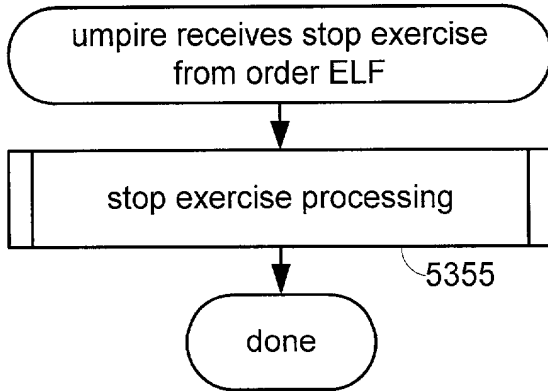 umpire receives stop exercise
from order ELF
stop exercise processing
5355
done